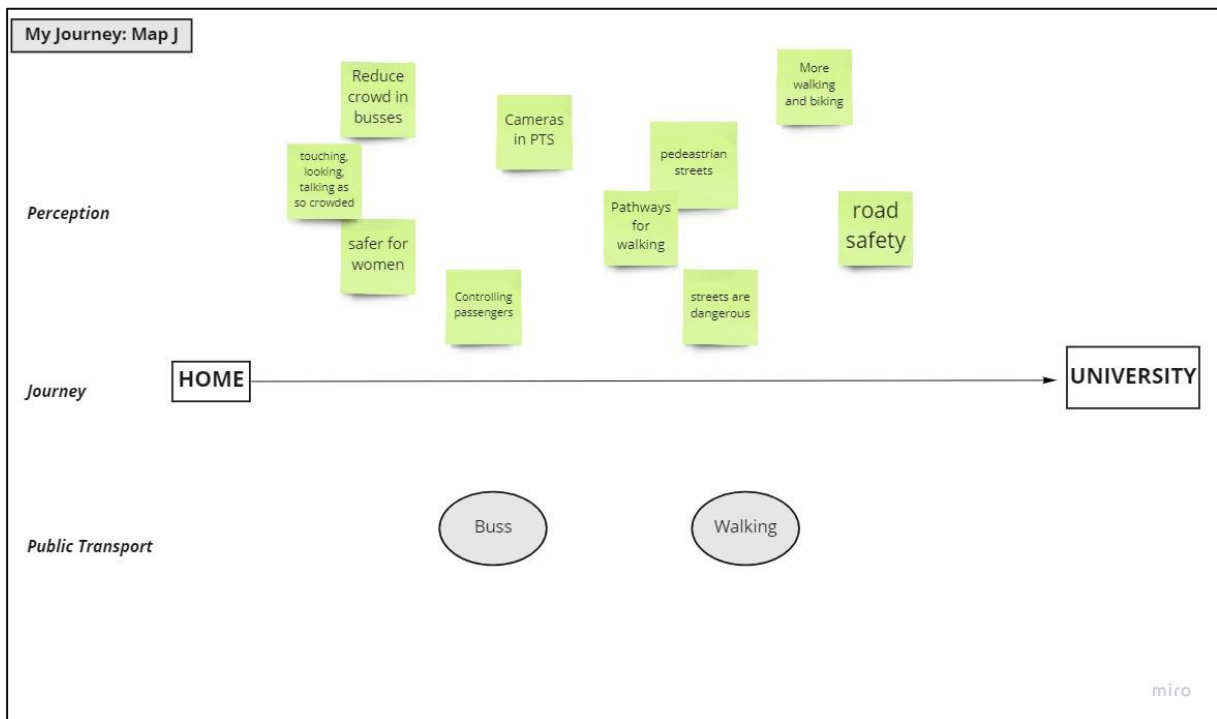 My Journey: Map J
Reduce
crowd in
busses
touching,
looking,
talking as
so crowded
safer for
women
Cameras
in PTS
Controlling
passengers
pedeastrian
streets
Pathways
for
walking
streets are
dangerous
More
walking
and biking
road
safety
Perception
Journey
HOME
UNIVERSITY
Public Transport
Buss
Walking
miro